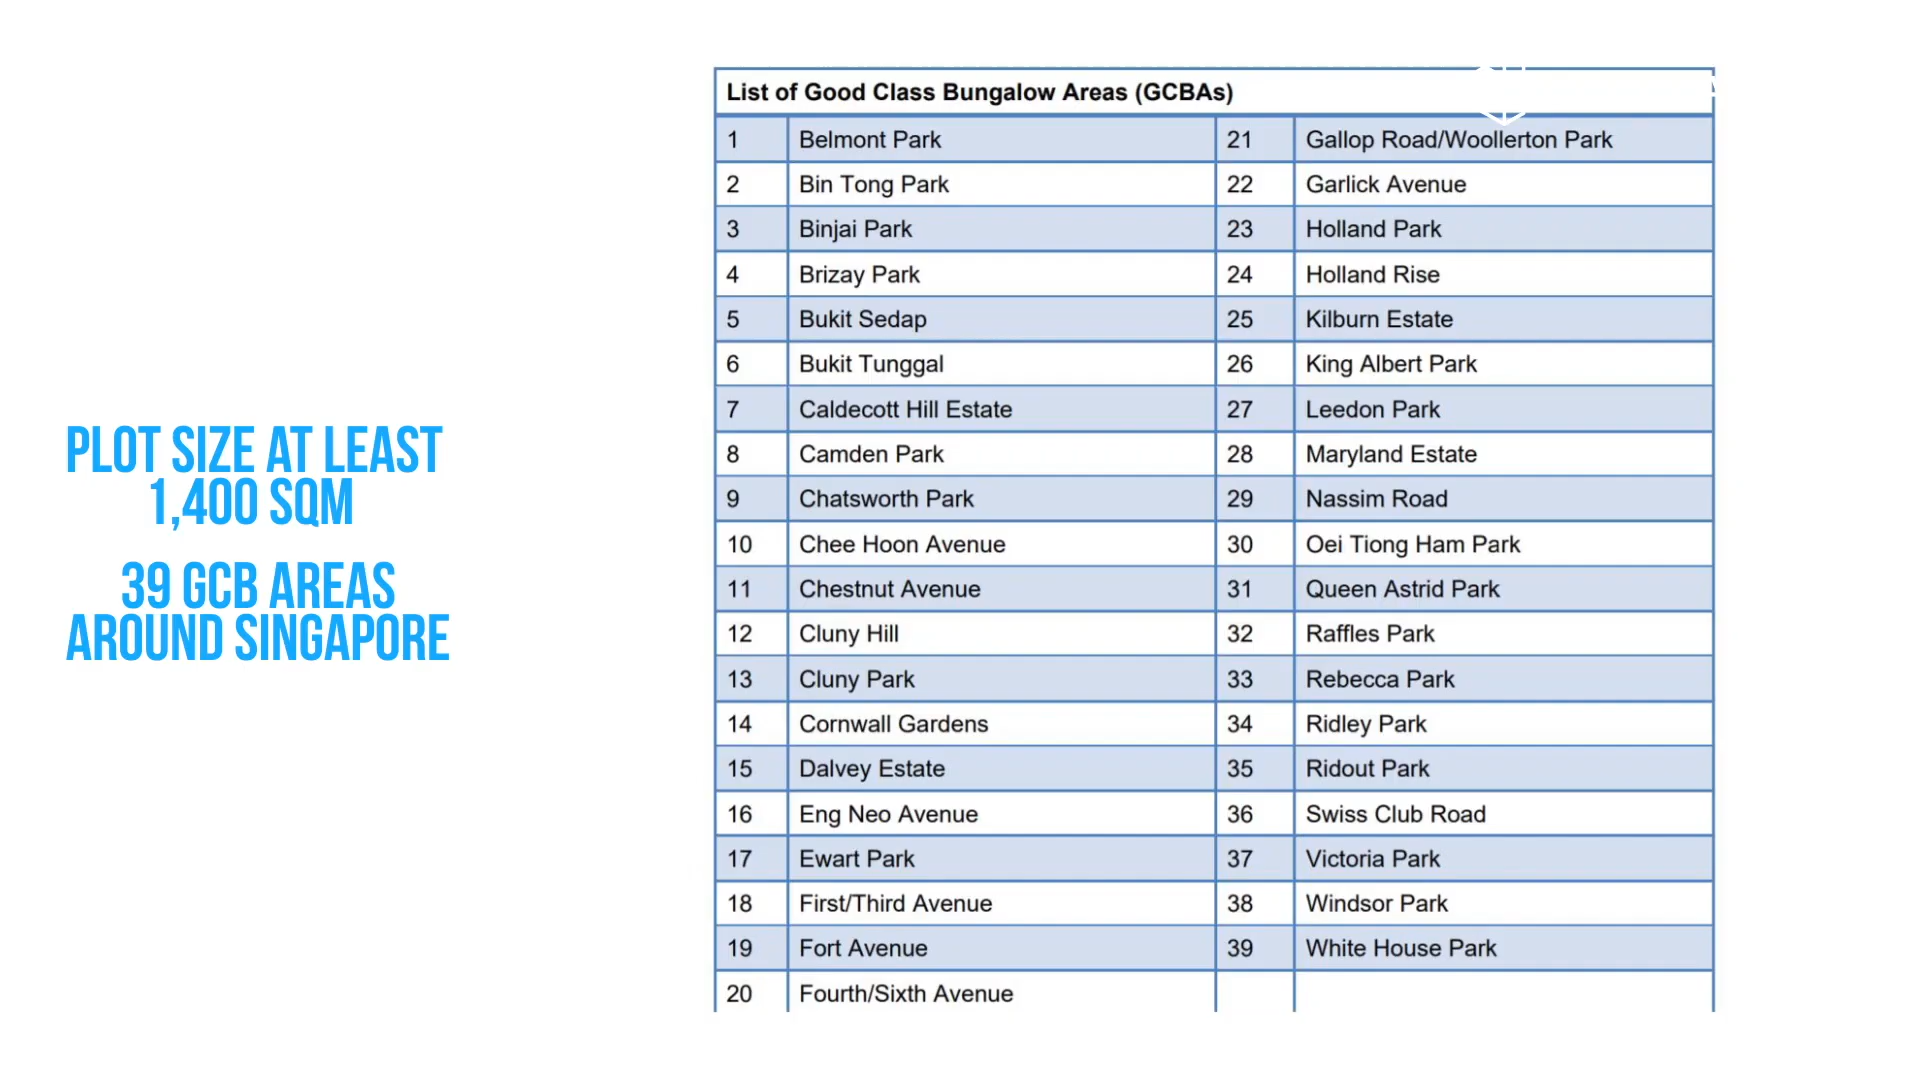 PLOT SIZE AT LEAST
1,400 SQM
39 GCB AREAS
AROUND SINGAPORE
List of Good Class Bungalow Areas (GCBAs)
1 Belmont Park 21 Gallop Road/Woollerton Park
2 Bin Tong Park 22 Garlick Avenue
3 Binjai Park 23 Holland Park
4 Brizay Park 24 Holland Rise
5 Bukit Sedap 25 Kilburn Estate
6 Bukit Tunggal 26 King Albert Park
7 Caldecott Hill Estate 27 Leedon Park
8 Camden Park 28 Maryland Estate
9 Chatsworth Park 29 Nassim Road
10 Chee Hoon Avenue 30 Oei Tiong Ham Park
11 Chestnut Avenue 31 Queen Astrid Park
12 Cluny Hill 32 Raffles Park
13 Cluny Park 33 Rebecca Park
14 Cornwall Gardens 34 Ridley Park
15 Dalvey Estate 35 Ridout Park
16 Eng Neo Avenue 36 Swiss Club Road
17 Ewart Park 37 Victoria Park
18 First/Third Avenue 38 Windsor Park
19 Fort Avenue 39 White House Park
20 Fourth/Sixth Avenue